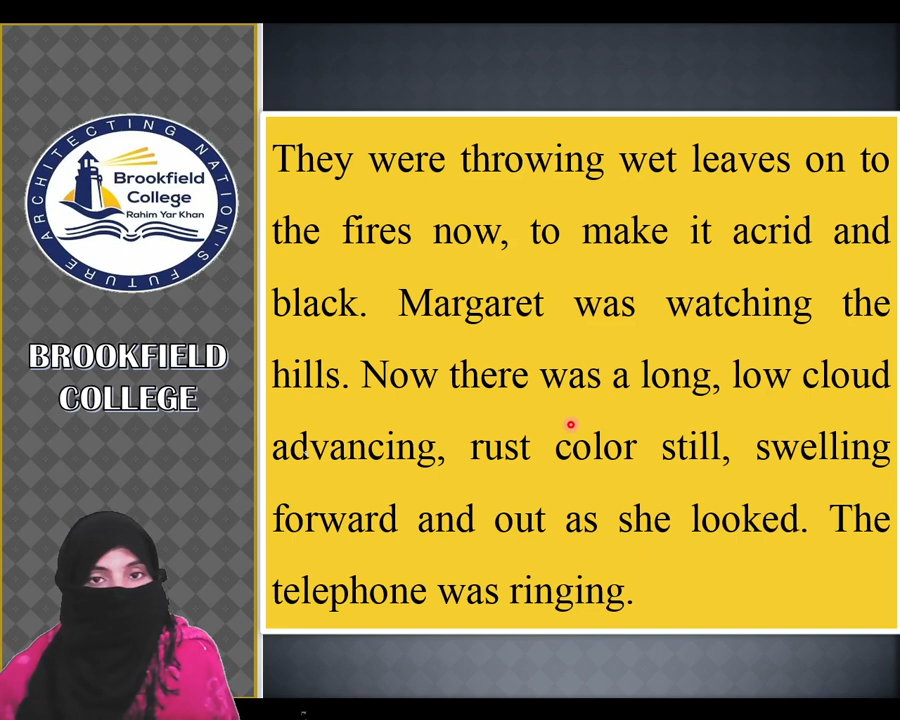 ARCHITECTING NATION'S FUTURE
Brookfield
College
Rahim Yar Khan
BROOKFIELD
COLLEGE
They were throwing wet leaves on to
the fires now, to make it acrid and
black. Margaret was watching the
hills. Now there was a long, low cloud
advancing, rust color still, swelling
forward and out as she looked. The
telephone was ringing.